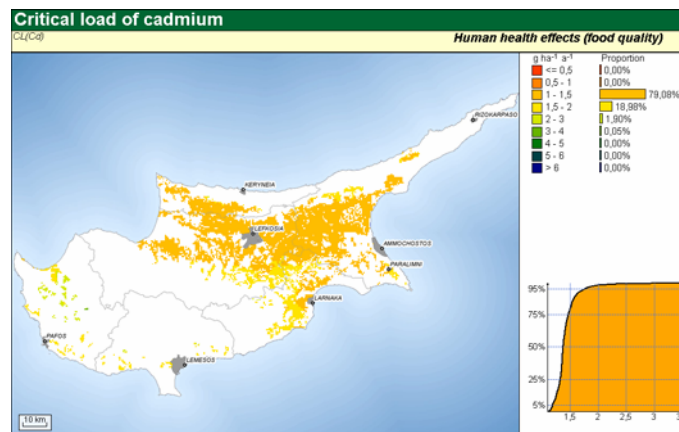 Critical load of cadmium
CL(Cd)
Human health effects (food quality)
g ha⁻¹ a⁻¹ Proportion
<= 0,5 0,00%
0,5 - 1 0,00%
1 - 1,5 79,08%
1,5 - 2 18,98%
2 - 3 1,90%
3 - 4 0,05%
4 - 5 0,00%
5 - 6 0,00%
> 6 0,00%
RIZOKARPASO
KERYNEIA
LEFKOSIA
AMMOCHOSTOS
PARALIMNI
LARNAKA
PAFOS
LEMESOS
10 km
95%
75%
25%
5%
1,5 2 2,5 3